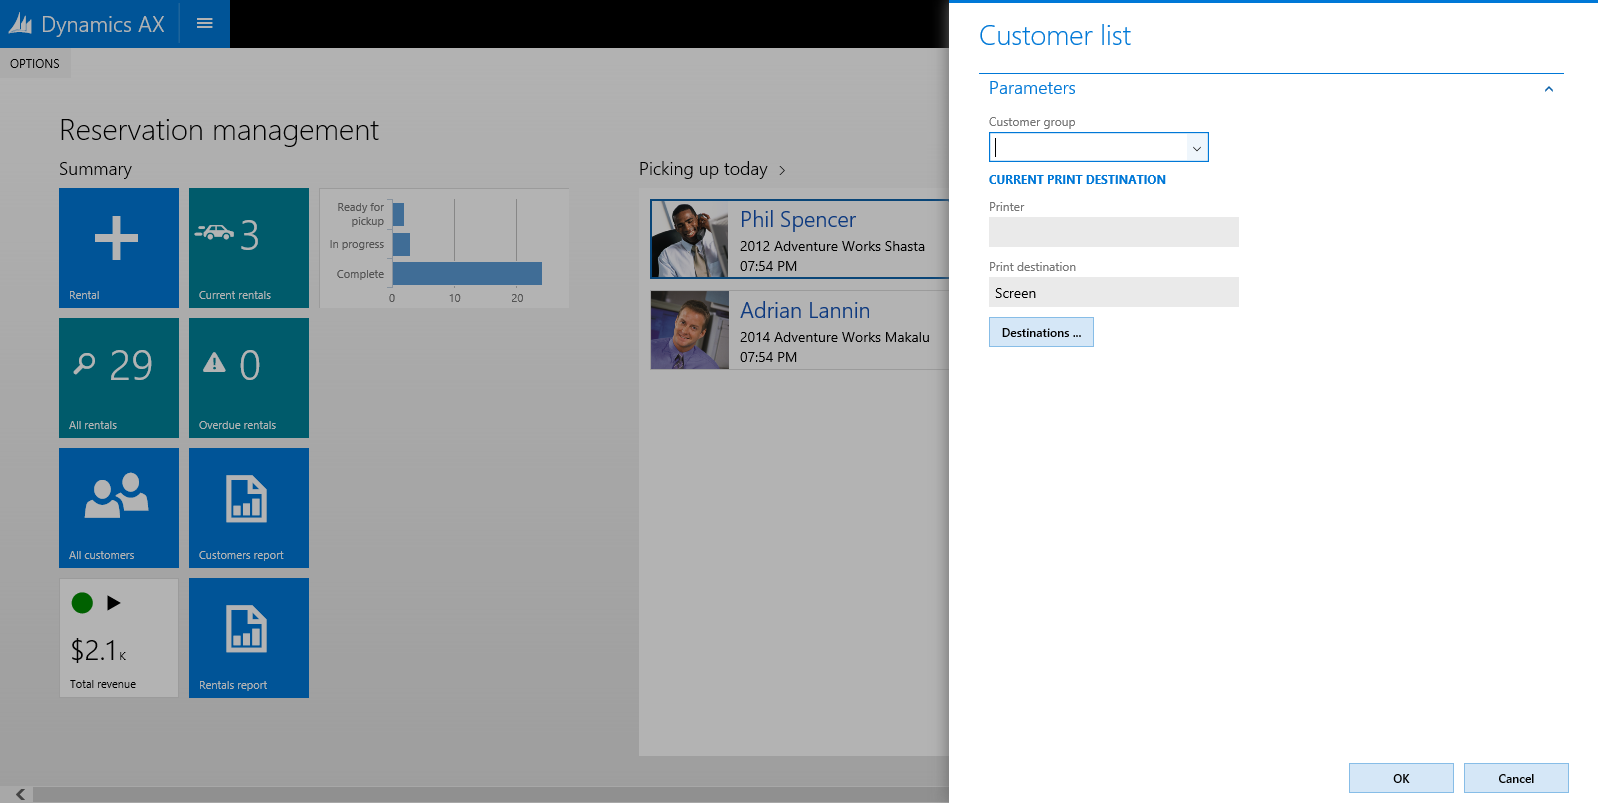 Dynamics AX
OPTIONS
Reservation management
Summary
Rental
3
Current rentals
Ready for
pickup
In progress
Complete
0 10 20
29
All rentals
0
Overdue rentals
All customers
Customers report
$2.1K
Total revenue
Rentals report
Picking up today
Phil Spencer
2012 Adventure Works Shasta
07:54 PM
Adrian Lannin
2014 Adventure Works Makalu
07:54 PM
Customer list
Parameters
Customer group
CURRENT PRINT DESTINATION
Printer
Print destination
Screen
Destinations ...
OK
Cancel